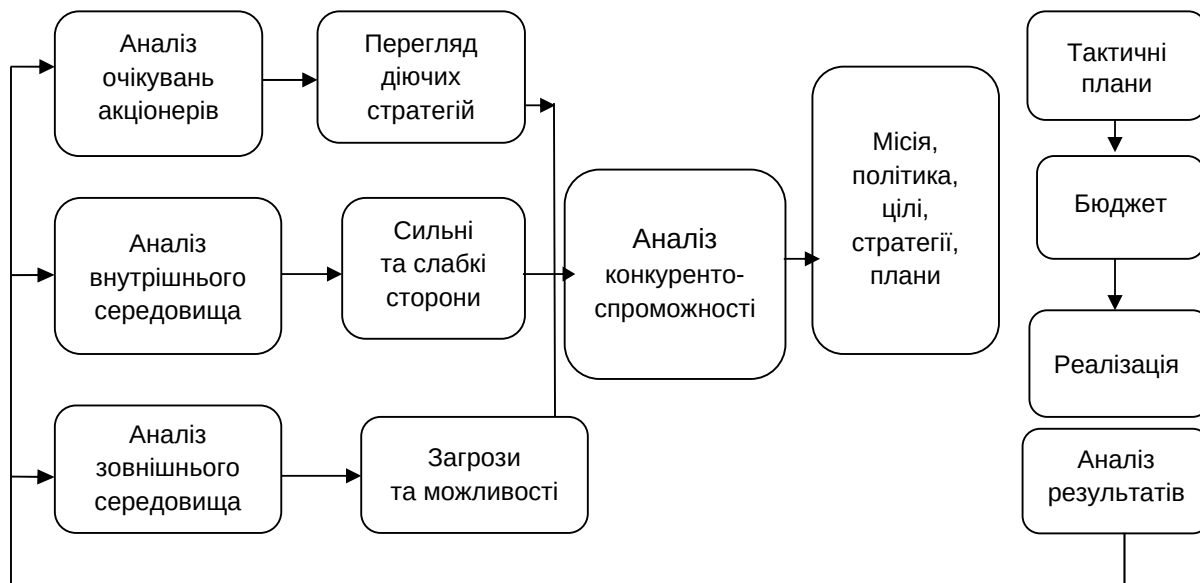 Аналіз
очікувань
акціонерів
Перегляд
діючих
стратегій
Аналіз
внутрішнього
середовища
Сильні
та слабкі
сторони
Аналіз
зовнішнього
середовища
Загрози
та можливості
Аналіз
конкуренто-
спроможності
Місія,
політика,
цілі,
стратегії,
плани
Тактичні
плани
Бюджет
Реалізація
Аналіз
результатів